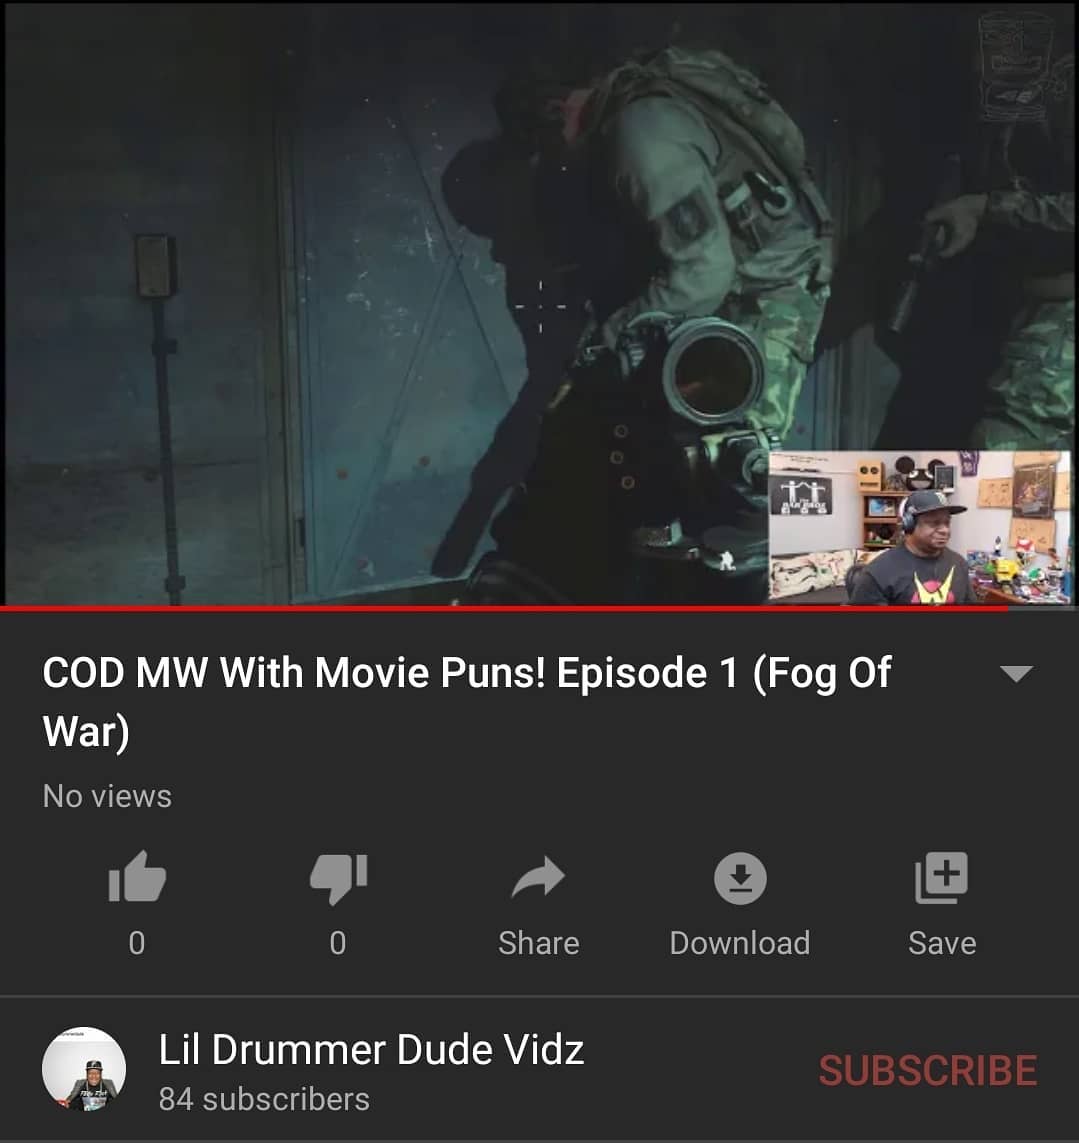 COD MW With Movie Puns! Episode 1 (Fog Of
War)
No views
0
0
Share
Download
Save
Lil Drummer Dude Vidz
84 subscribers
SUBSCRIBE